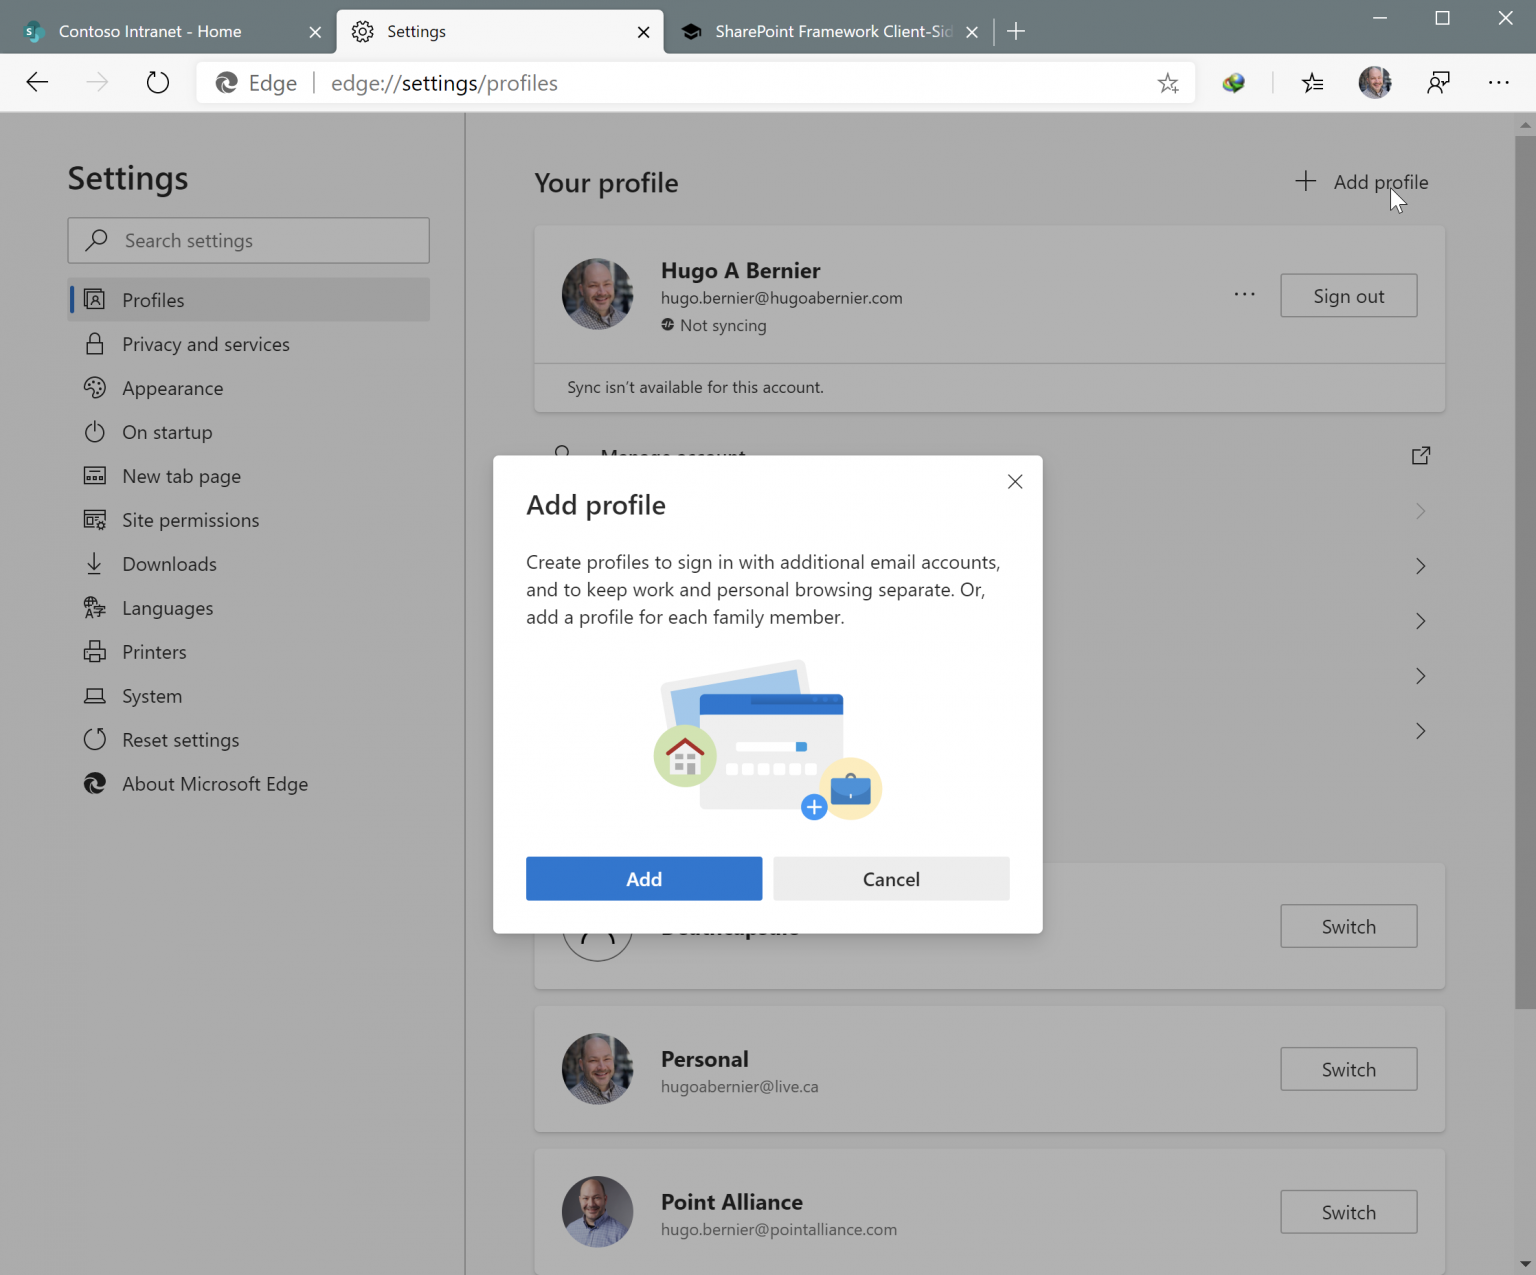 Contoso Intranet - Home
Settings
SharePoint Framework Client-Sid
Edge
edge://settings/profiles
Settings
Search settings
Profiles
Privacy and services
Appearance
On startup
New tab page
Site permissions
Downloads
Languages
Printers
System
Reset settings
About Microsoft Edge
Your profile
Add profile
Hugo A Bernier
hugo.bernier@hugoabernier.com
Not syncing
Sign out
Sync isn't available for this account.
Manage account
Add profile
Create profiles to sign in with additional email accounts,
and to keep work and personal browsing separate. Or,
add a profile for each family member.
Add
Cancel
Switch
Personal
hugoabernier@live.ca
Switch
Point Alliance
hugo.bernier@pointalliance.com
Switch